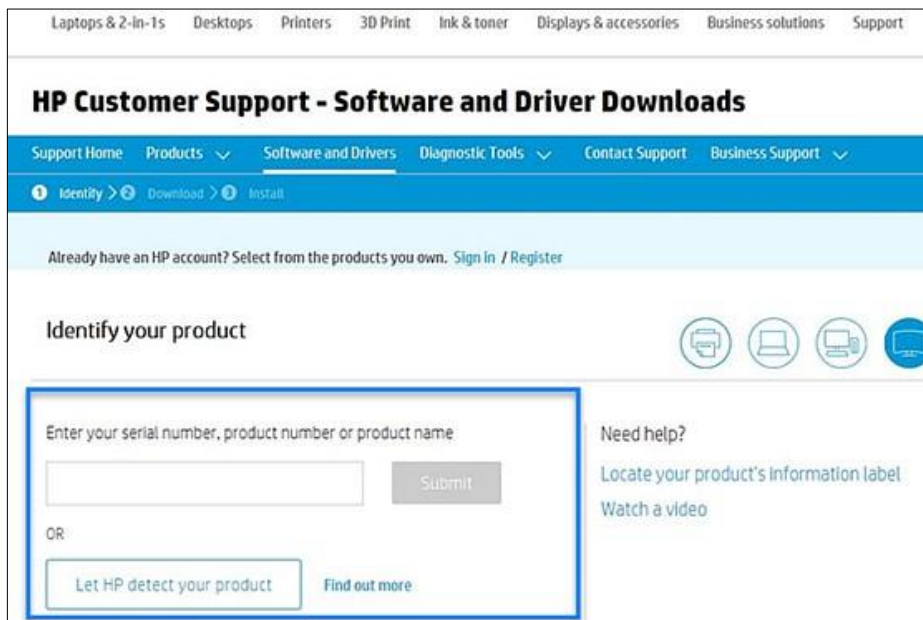 Laptops & 2-in-1s Desktops Printers 3D Print Ink & toner Displays & accessories Business solutions Support
HP Customer Support - Software and Driver Downloads
Support Home Products Software and Drivers Diagnostic Tools Contact Support Business Support
1 Identify > 2 Download > 3 Install
Already have an HP account? Select from the products you own. Sign in / Register
Identify your product
Enter your serial number, product number or product name
Submit
OR
Let HP detect your product Find out more
Need help?
Locate your product's information label
Watch a video